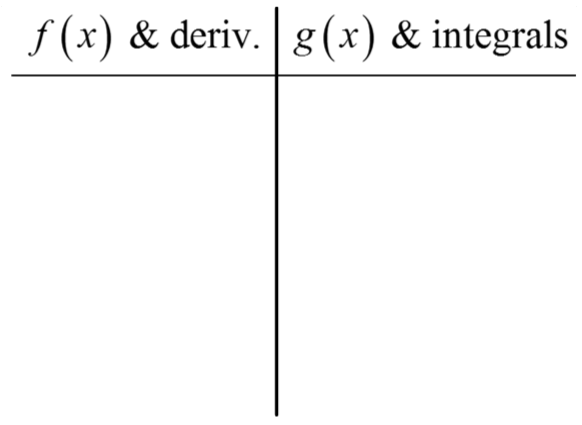 f(x) & deriv. g(x) & integrals